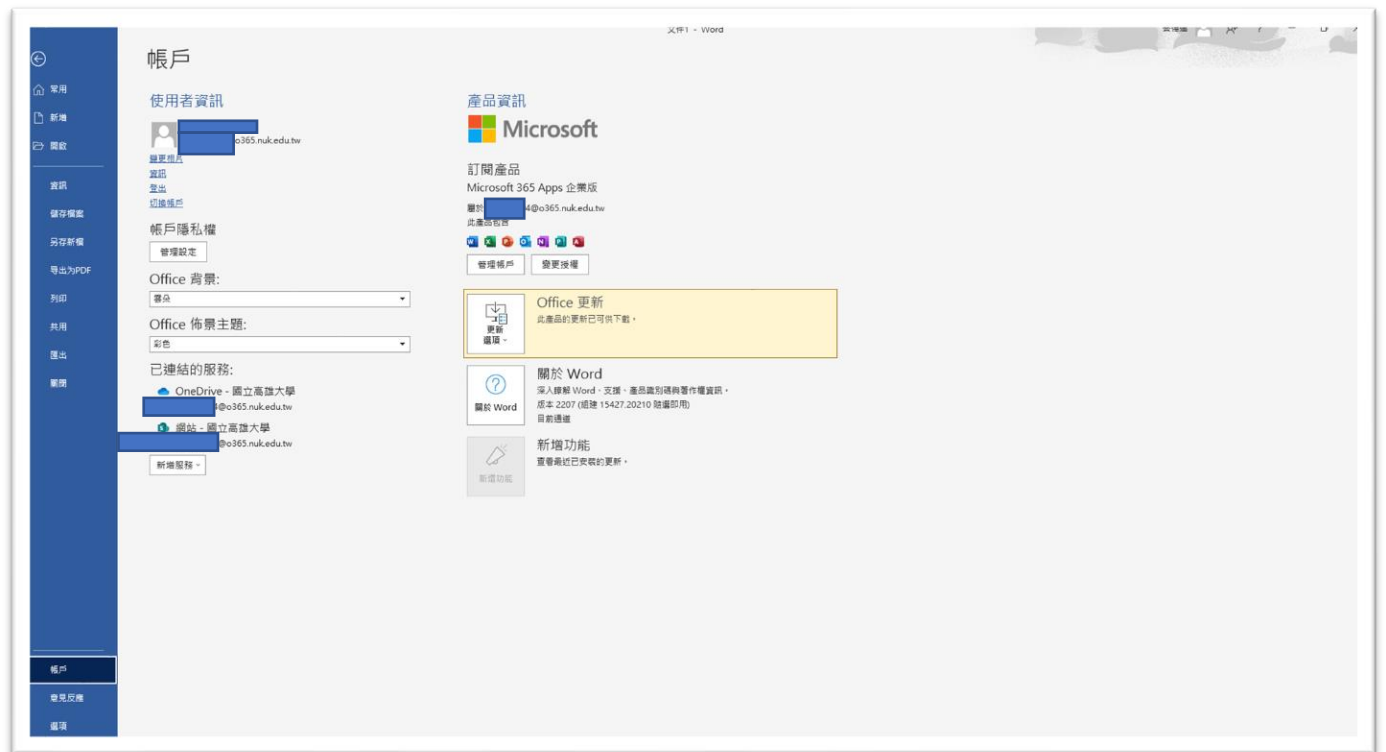 文件1 - Word
帳戶
常用
新增
開啟
資訊
儲存檔案
另存新檔
导出为PDF
列印
共用
匯出
關閉
帳戶
意見反應
選項
使用者資訊
o365.nuk.edu.tw
變更相片
資訊
登出
切換帳戶
帳戶隱私權
管理設定
Office 背景:
雲朵
Office 佈景主題:
彩色
已連結的服務:
OneDrive - 國立高雄大學
@o365.nuk.edu.tw
網站 - 國立高雄大學
@o365.nuk.edu.tw
新增服務
產品資訊
Microsoft
訂閱產品
Microsoft 365 Apps 企業版
屬於 4@o365.nuk.edu.tw
此產品包含
管理帳戶
變更授權
更新
選項
Office 更新
此產品的更新已可供下載。
關於 Word
關於 Word
深入瞭解 Word、支援、產品識別碼與著作權資訊。
版本 2207 (組建 15427.20210 隨選即用)
目前通道
新增功能
新增功能
查看最近已安裝的更新。